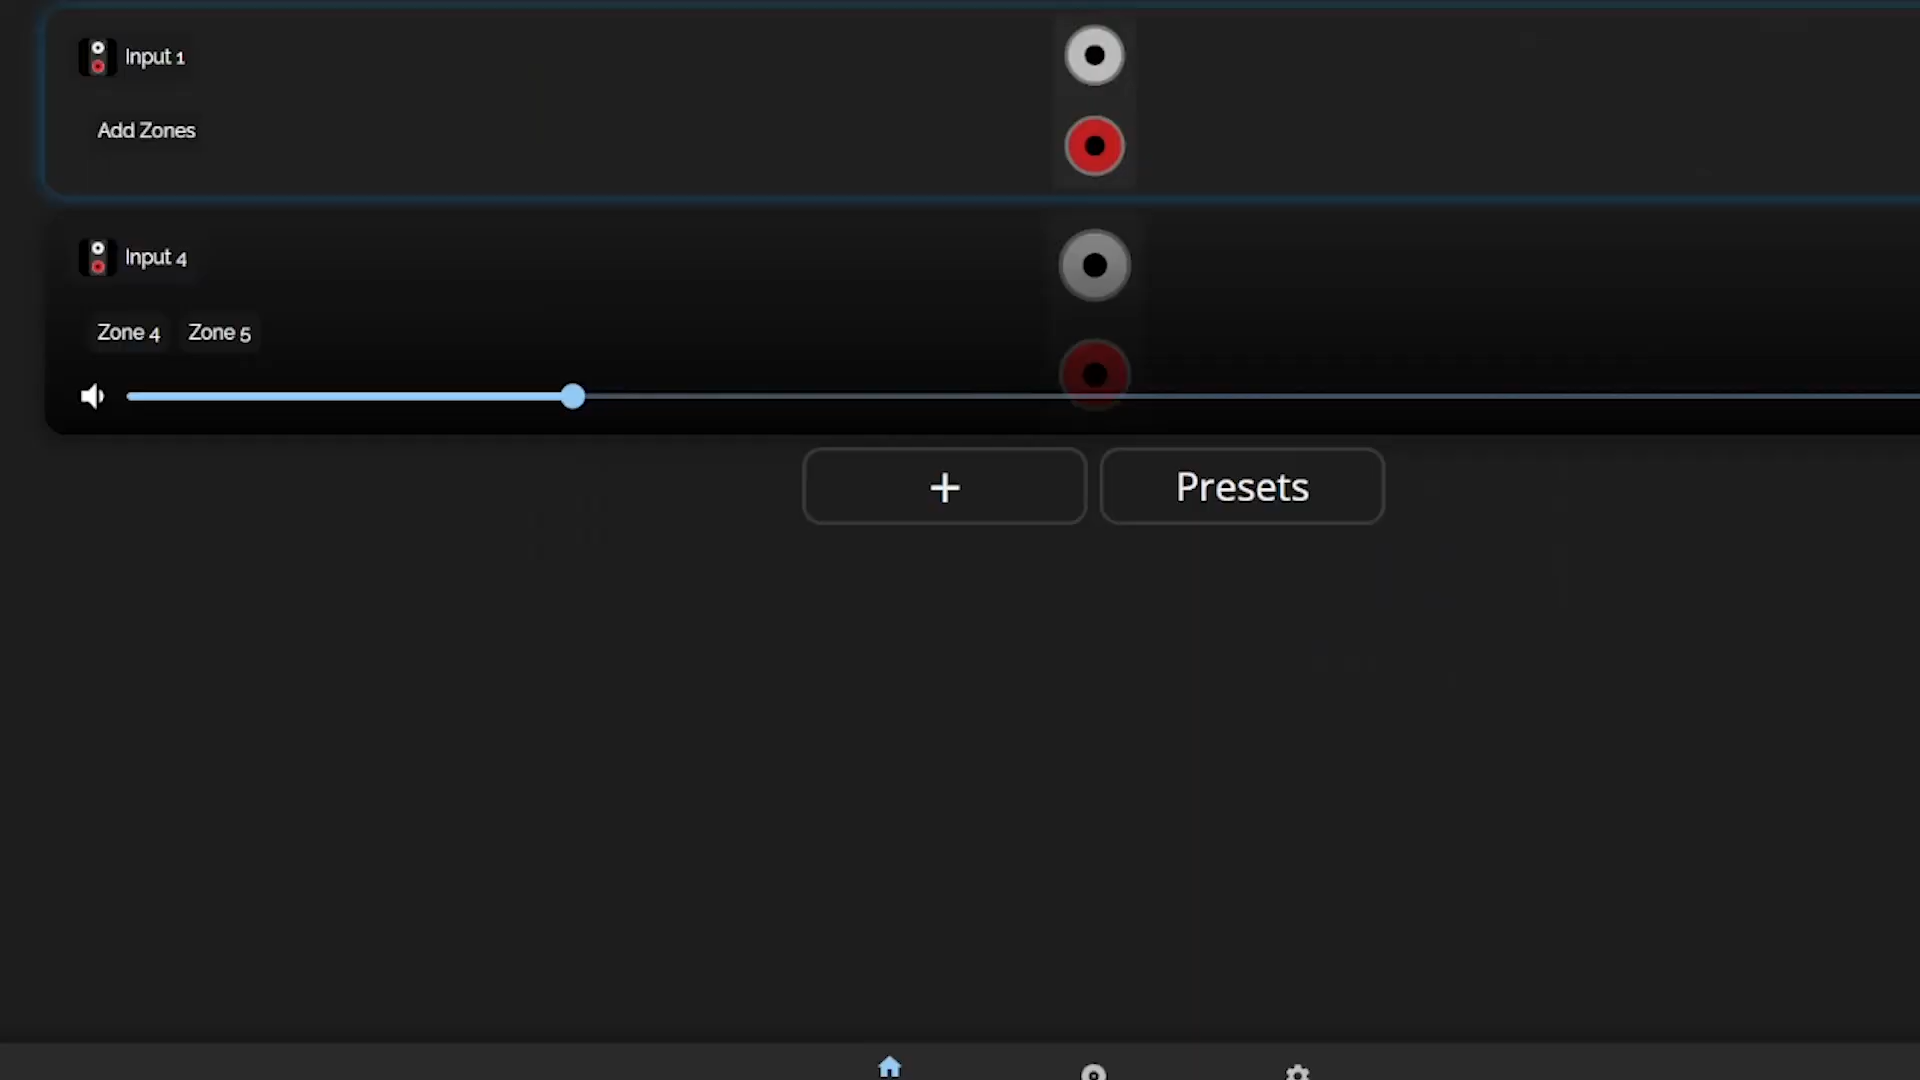 Input 1
Add Zones
Input 4
Zone 4 Zone 5
+ Presets